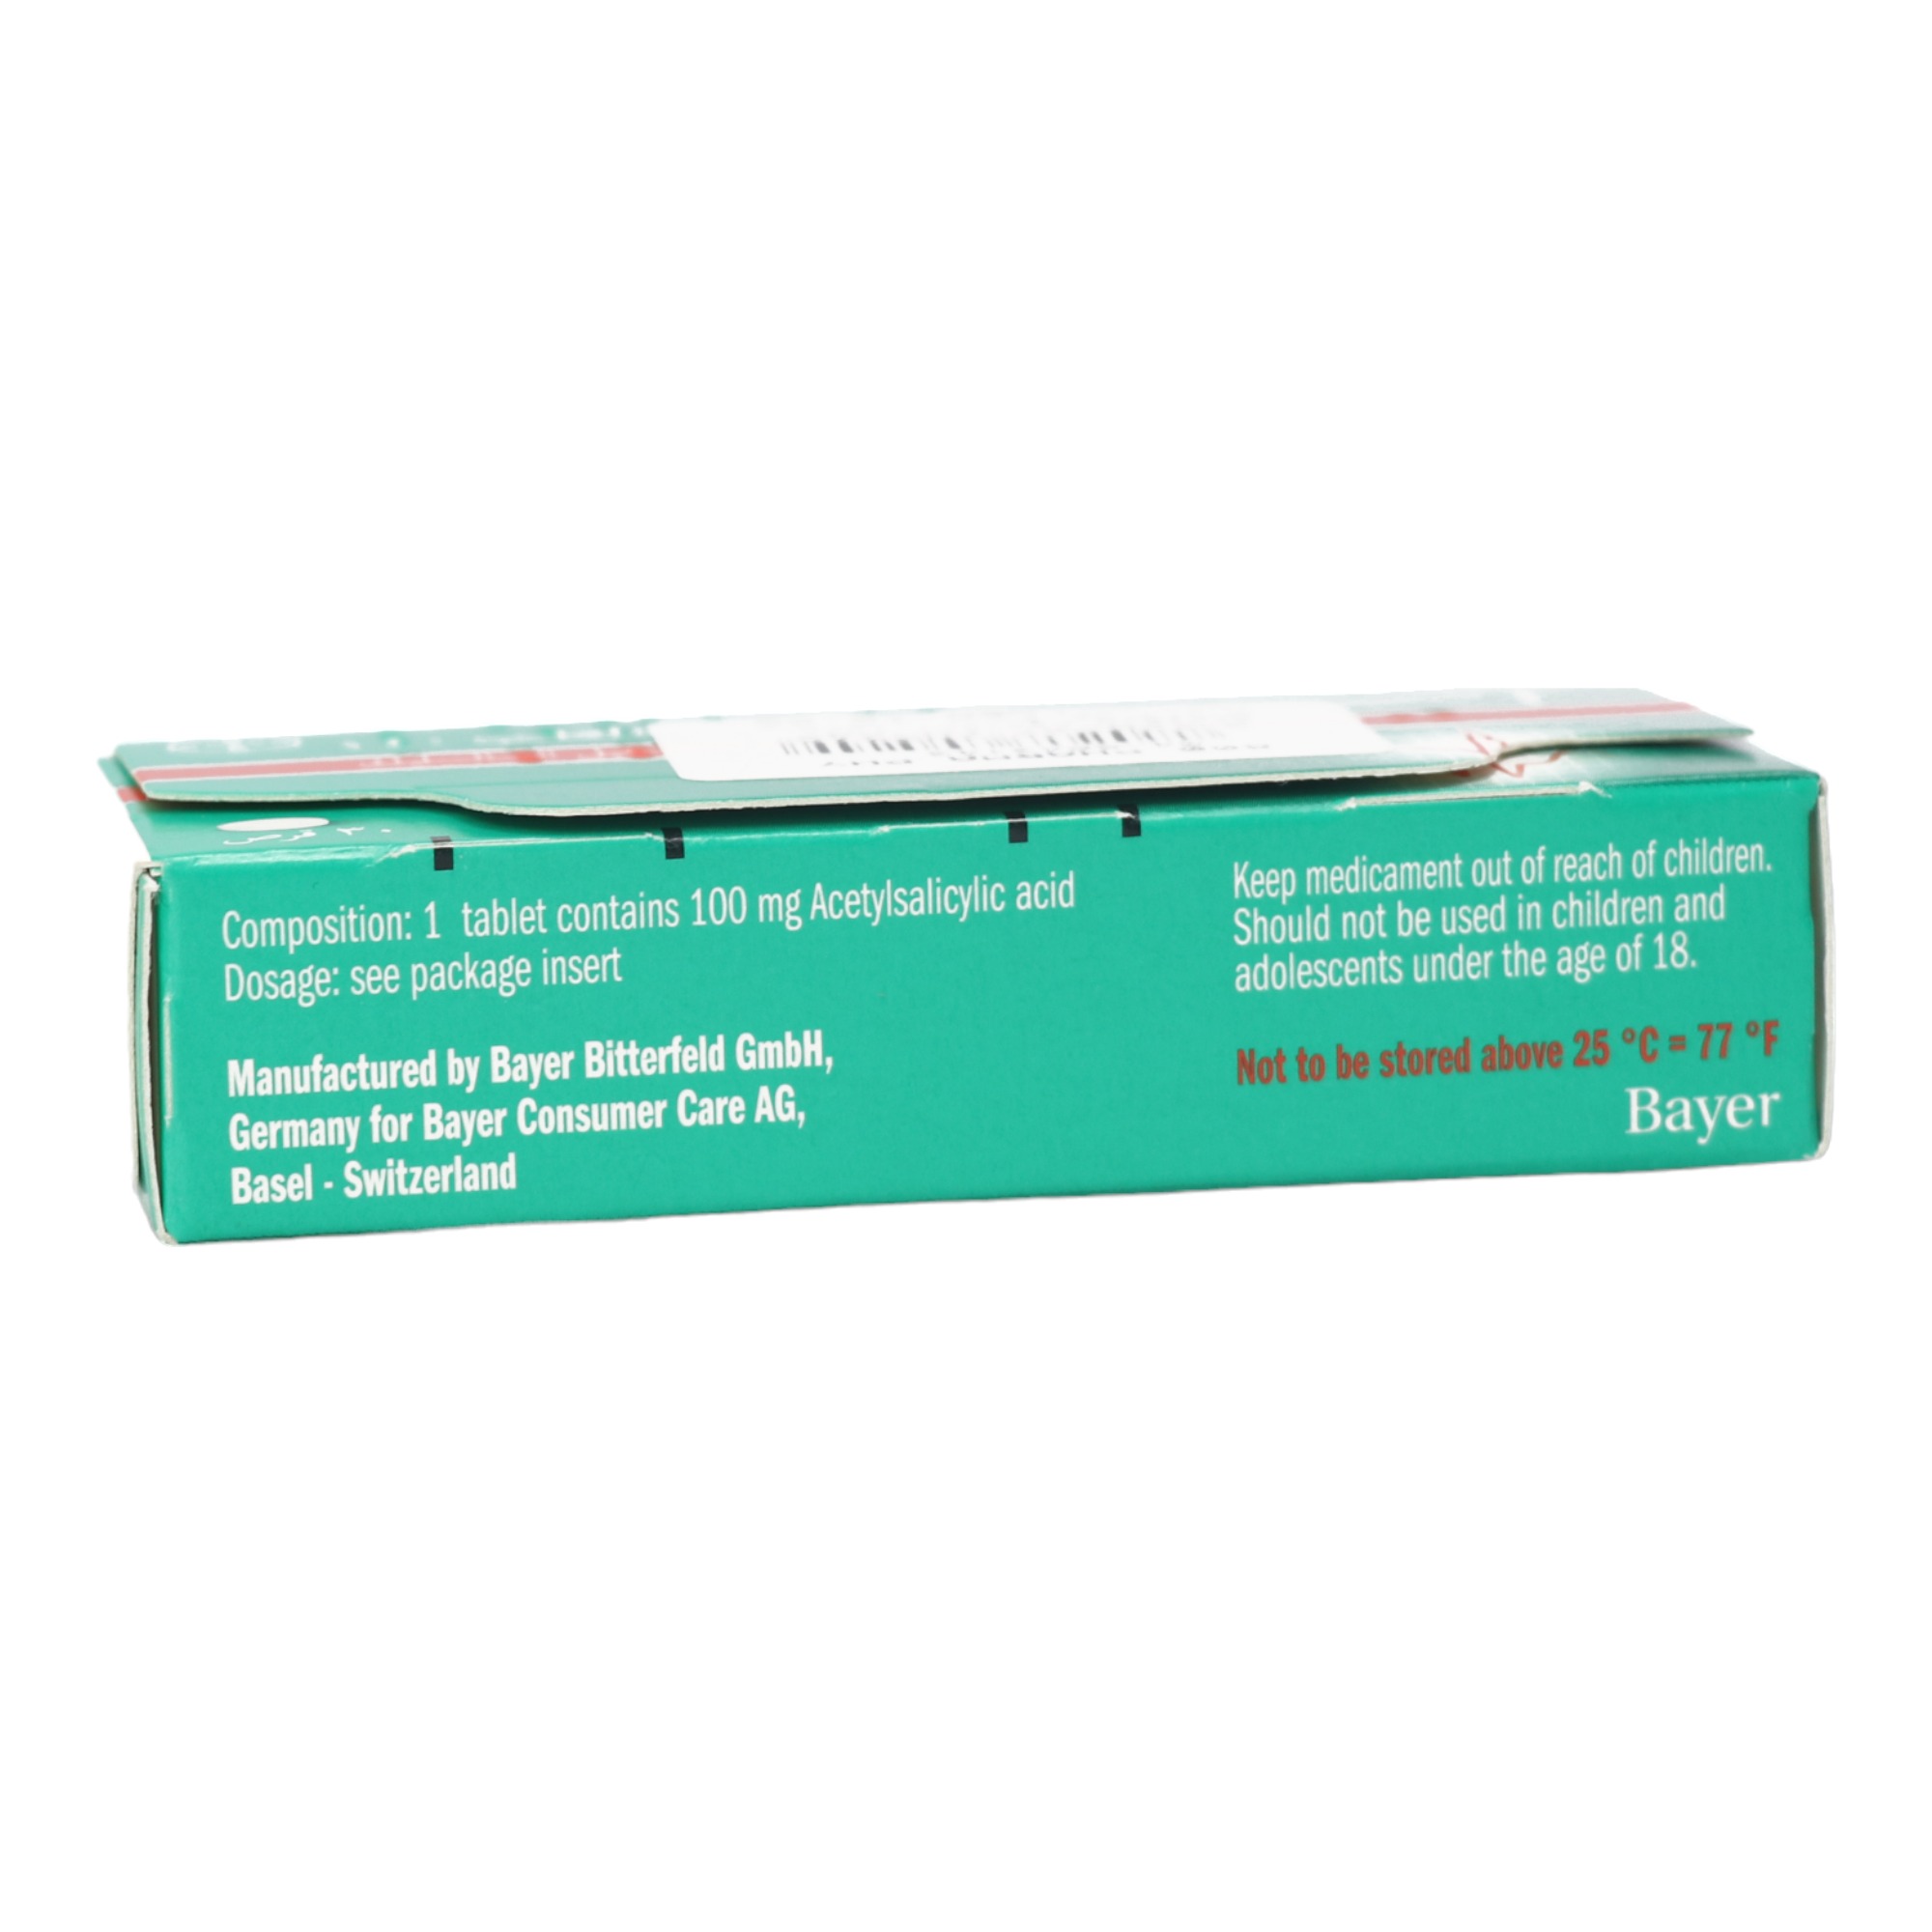 ٣٠ قرص
Composition: 1 tablet contains 100 mg Acetylsalicylic acid
Dosage: see package insert
Manufactured by Bayer Bitterfeld GmbH,
Germany for Bayer Consumer Care AG,
Basel - Switzerland
Keep medicament out of reach of children.
Should not be used in children and
adolescents under the age of 18.
Not to be stored above 25 °C = 77 °F
Bayer